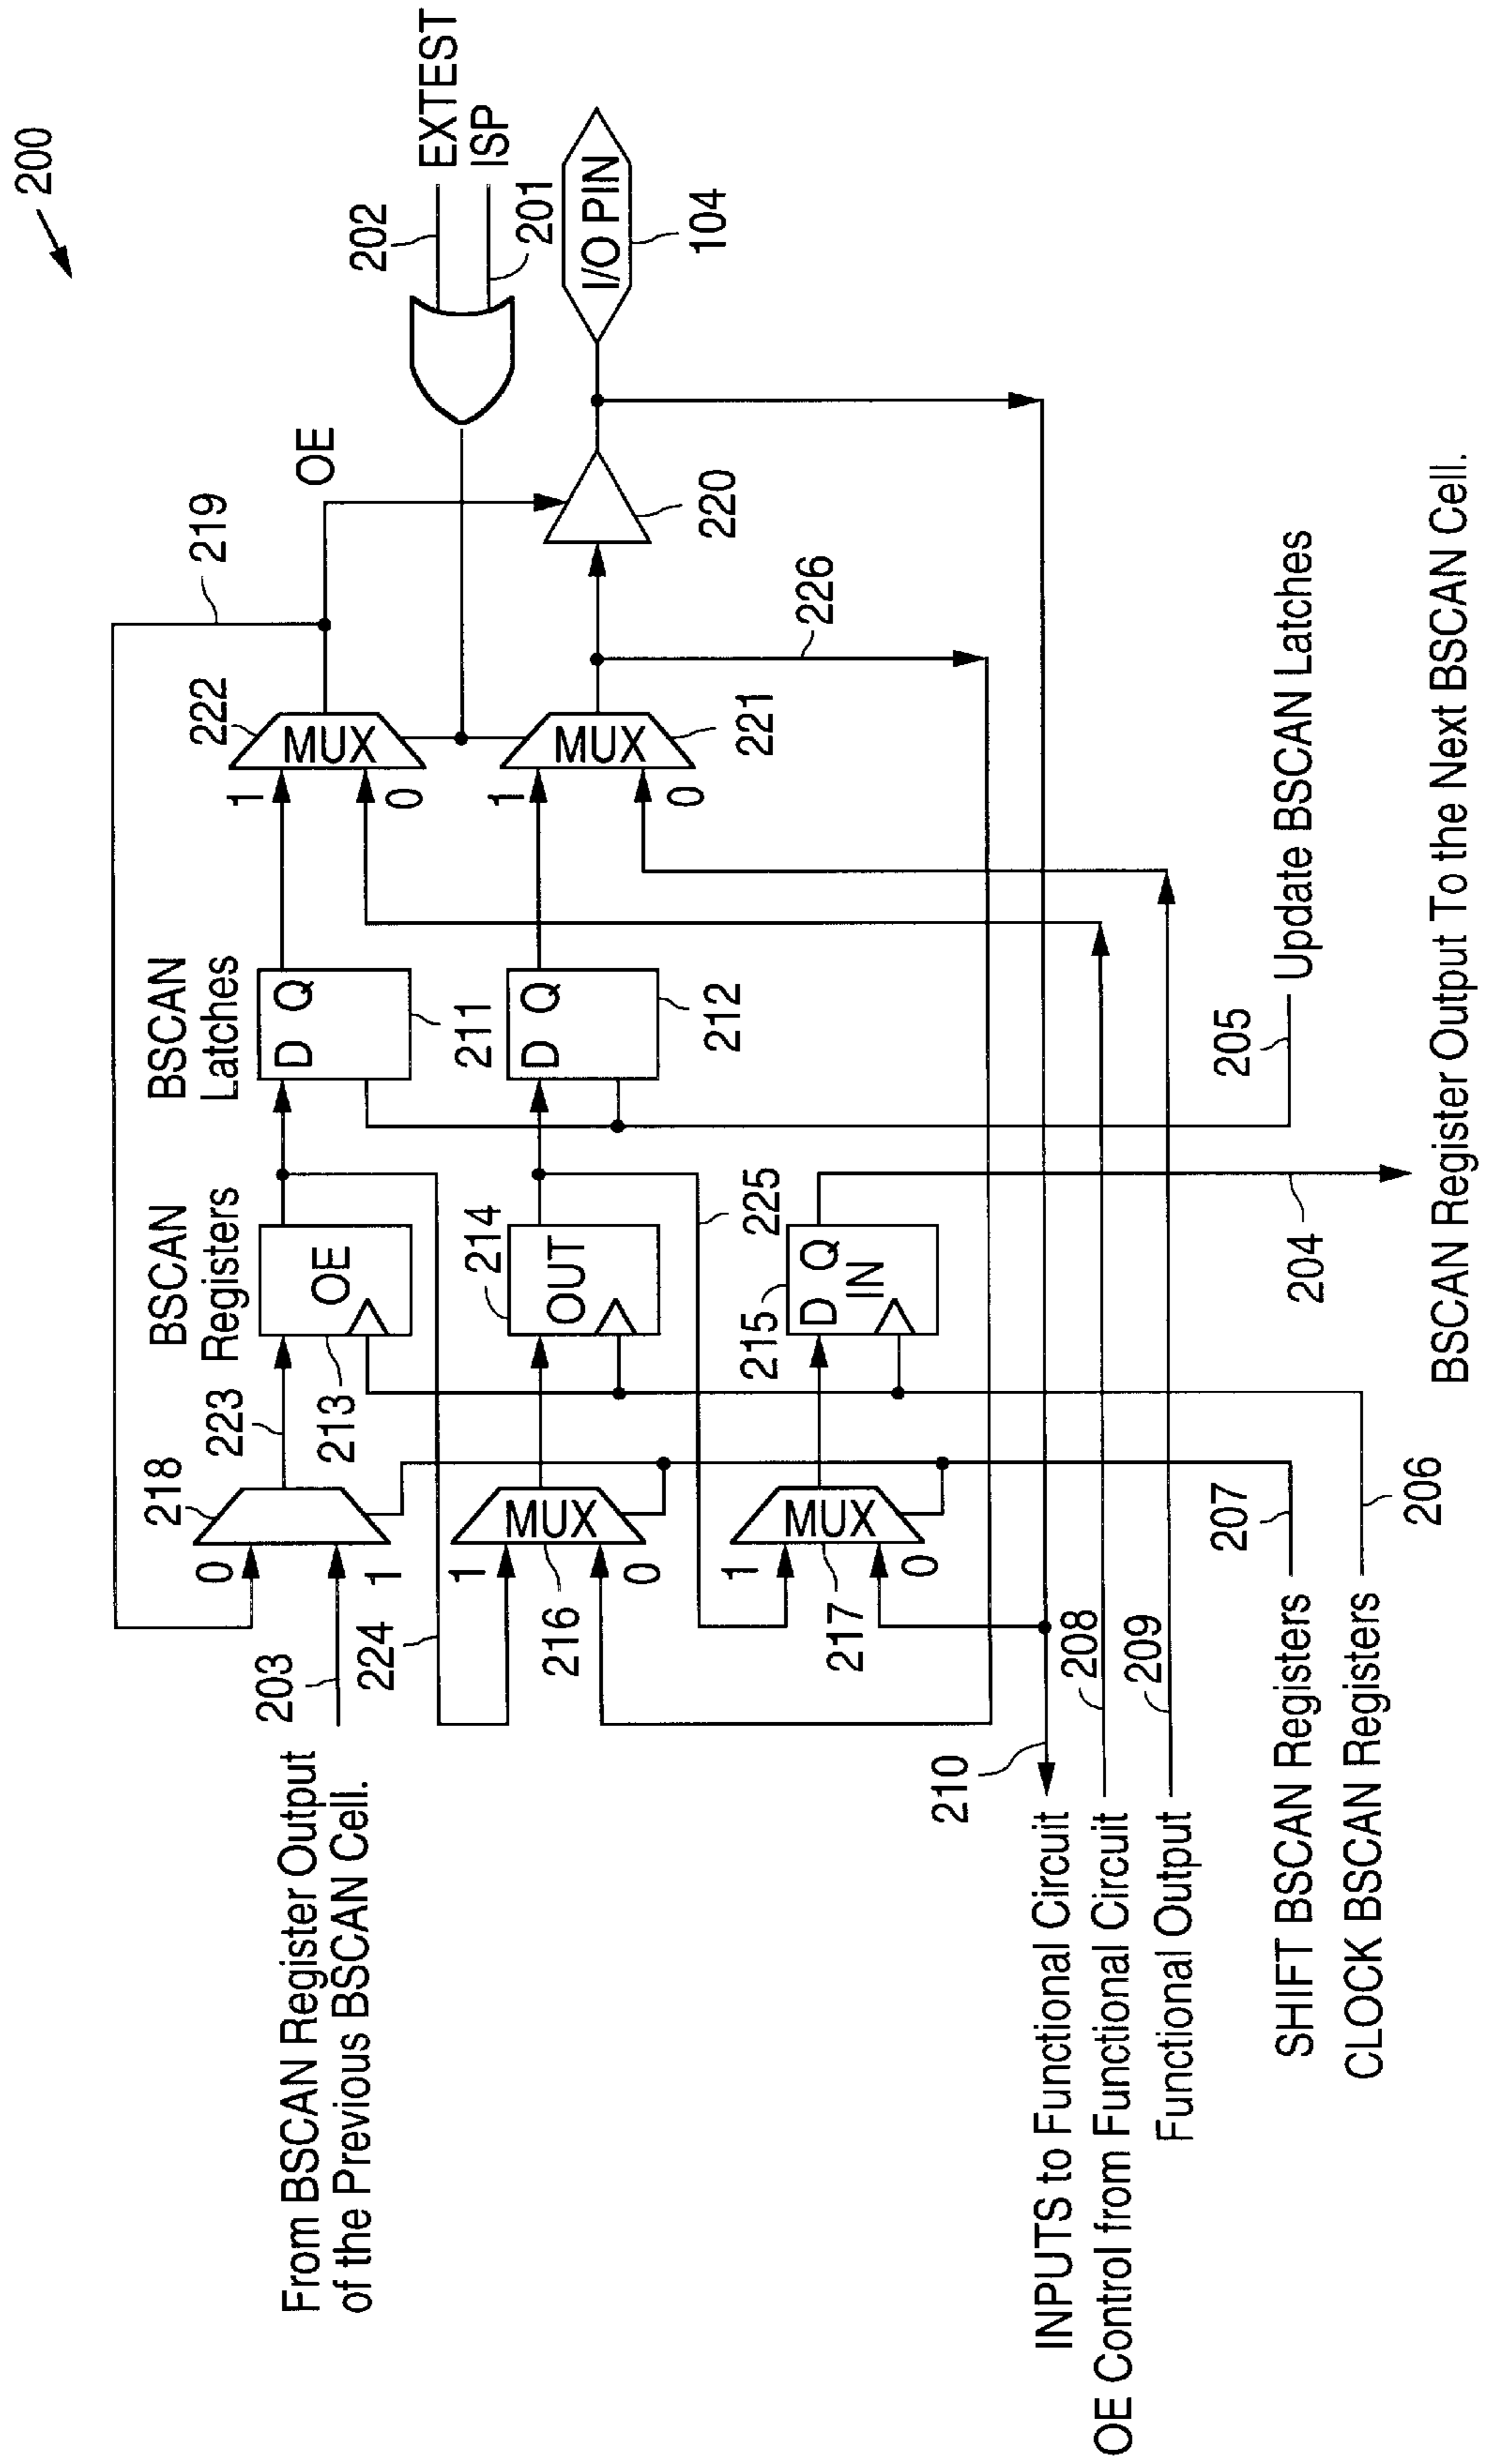 200
219
OE
202
EXTEST
ISP
201
222
MUX
1
0
BSCAN
Latches
D Q
211
BSCAN
Registers
OE
213
223
218
0
1
203
From BSCAN Register Output
of the Previous BSCAN Cell.
224
I/O PIN
104
220
226
221
MUX
1
0
D Q
212
214
OUT
225
MUX
1
0
216
215
D Q
IN
MUX
1
0
217
210
INPUTS to Functional Circuit
208
OE Control from Functional Circuit
209
Functional Output
205
Update BSCAN Latches
204
BSCAN Register Output To the Next BSCAN Cell.
207
SHIFT BSCAN Registers
206
CLOCK BSCAN Registers